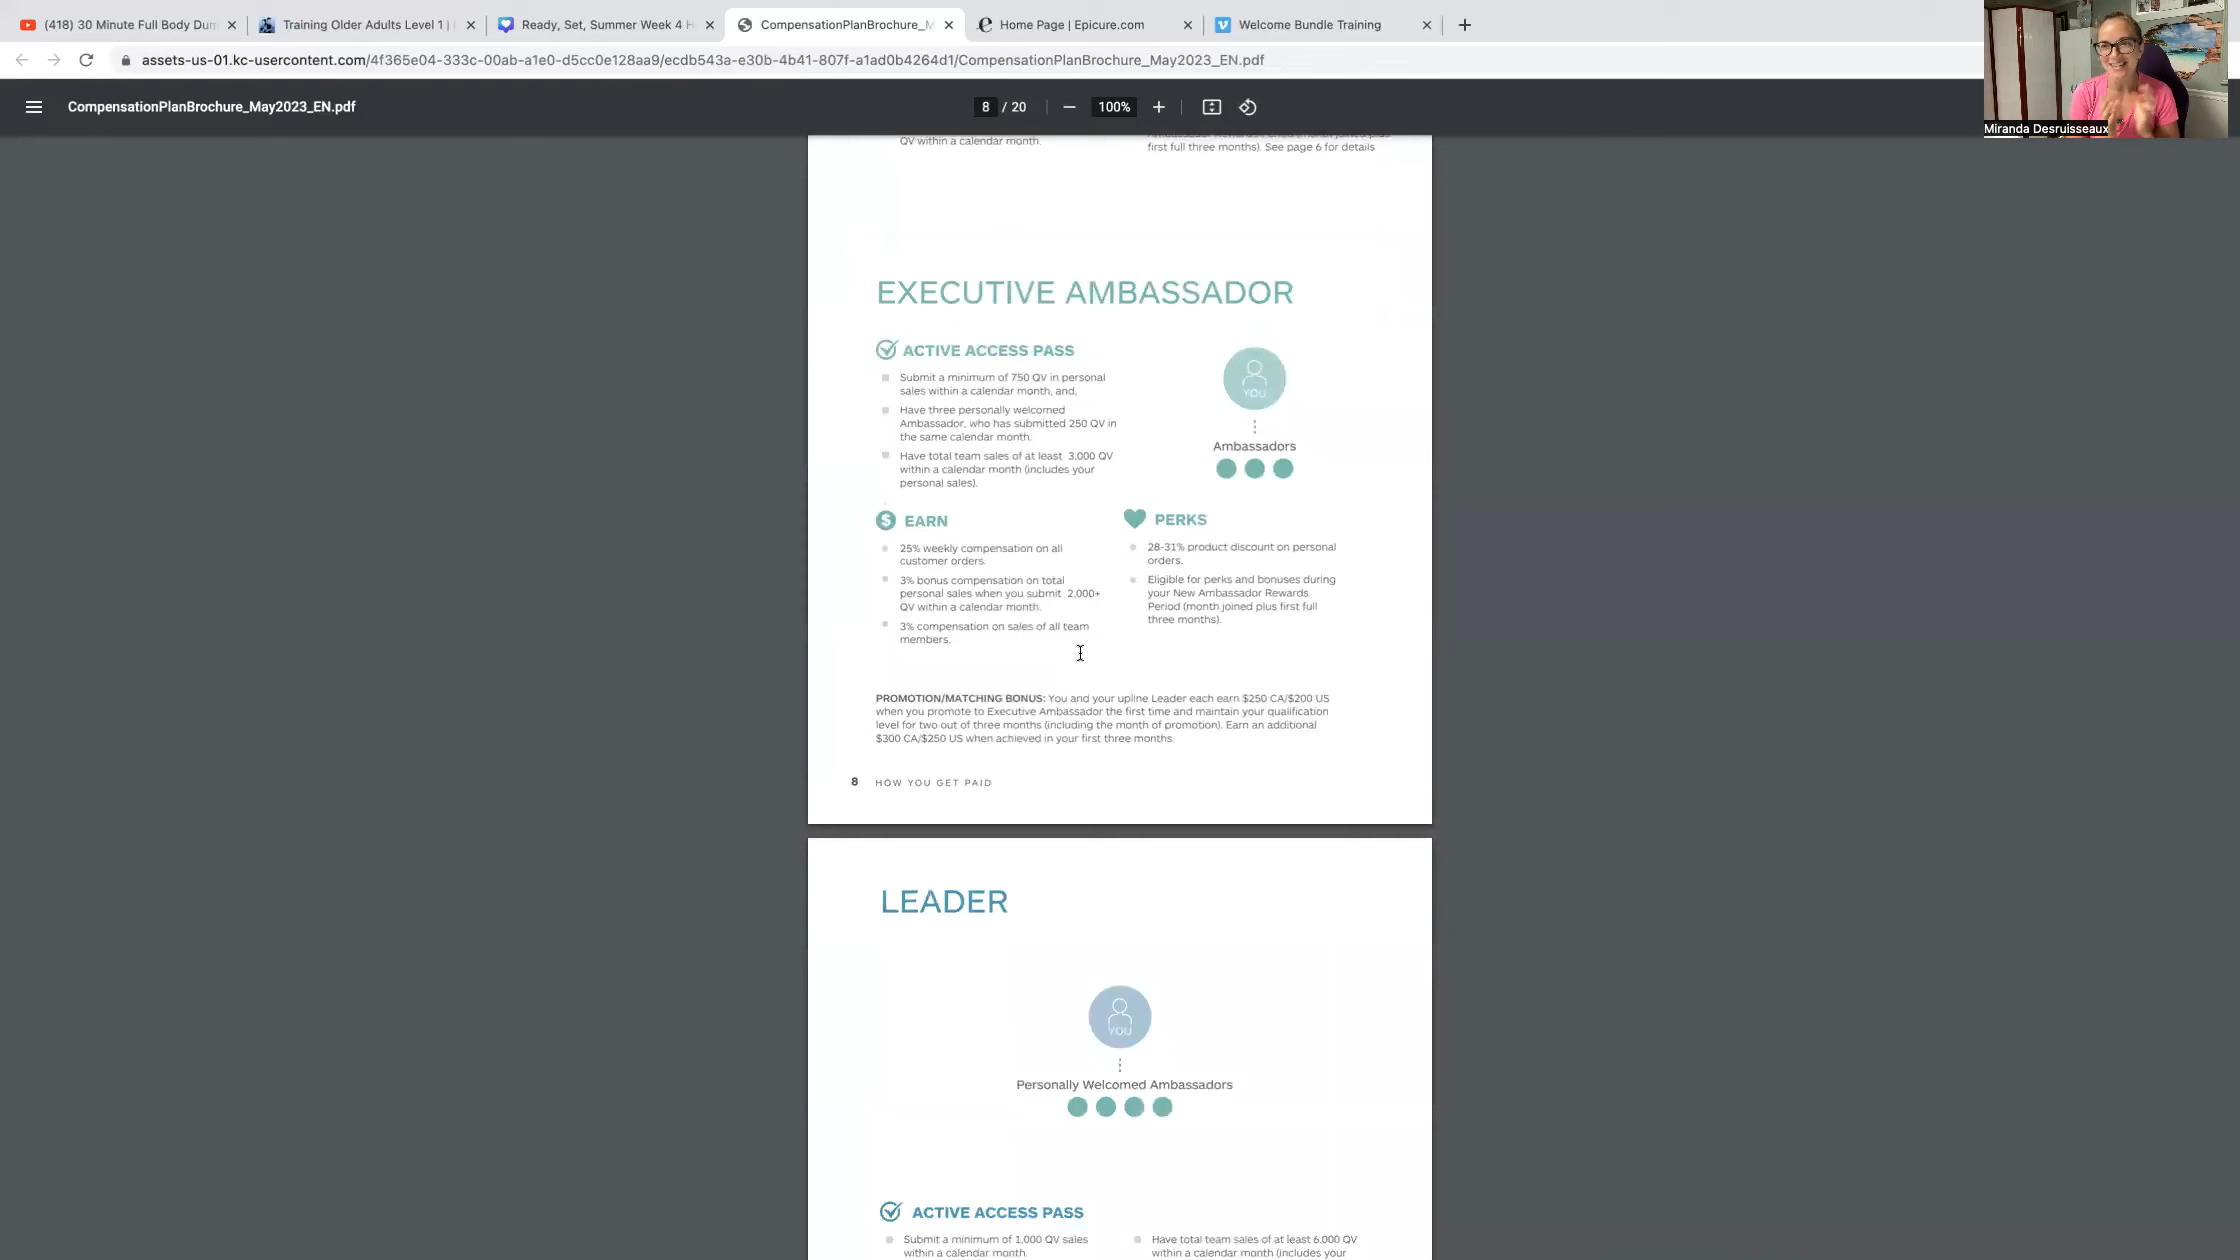 (418) 30 Minute Full Body Dum
Training Older Adults Level 1 |
Ready, Set, Summer Week 4 H
CompensationPlanBrochure_M
Home Page | Epicure.com
Welcome Bundle Training
assets-us-01.kc-usercontent.com/4f365e04-333c-00ab-a1e0-d5cc0e128aa9/ecdb543a-e30b-4b41-807f-a1ad0b4264d1/CompensationPlanBrochure_May2023_EN.pdf
CompensationPlanBrochure_May2023_EN.pdf
8 / 20
100%
Miranda Desruisseaux
QV within a calendar month.
first full three months). See page 6 for details
EXECUTIVE AMBASSADOR
ACTIVE ACCESS PASS
Submit a minimum of 750 QV in personal
sales within a calendar month, and,
Have three personally welcomed
Ambassador, who has submitted 250 QV in
the same calendar month.
Have total team sales of at least 3,000 QV
within a calendar month (includes your
personal sales).
YOU
Ambassadors
EARN
25% weekly compensation on all
customer orders.
3% bonus compensation on total
personal sales when you submit 2,000+
QV within a calendar month.
3% compensation on sales of all team
members.
PERKS
28-31% product discount on personal
orders.
Eligible for perks and bonuses during
your New Ambassador Rewards
Period (month joined plus first full
three months).
PROMOTION/MATCHING BONUS: You and your upline Leader each earn $250 CA/$200 US
when you promote to Executive Ambassador the first time and maintain your qualification
level for two out of three months (including the month of promotion). Earn an additional
$300 CA/$250 US when achieved in your first three months.
8 HOW YOU GET PAID
LEADER
YOU
Personally Welcomed Ambassadors
ACTIVE ACCESS PASS
Submit a minimum of 1,000 QV sales
within a calendar month.
Have total team sales of at least 6,000 QV
within a calendar month (includes your